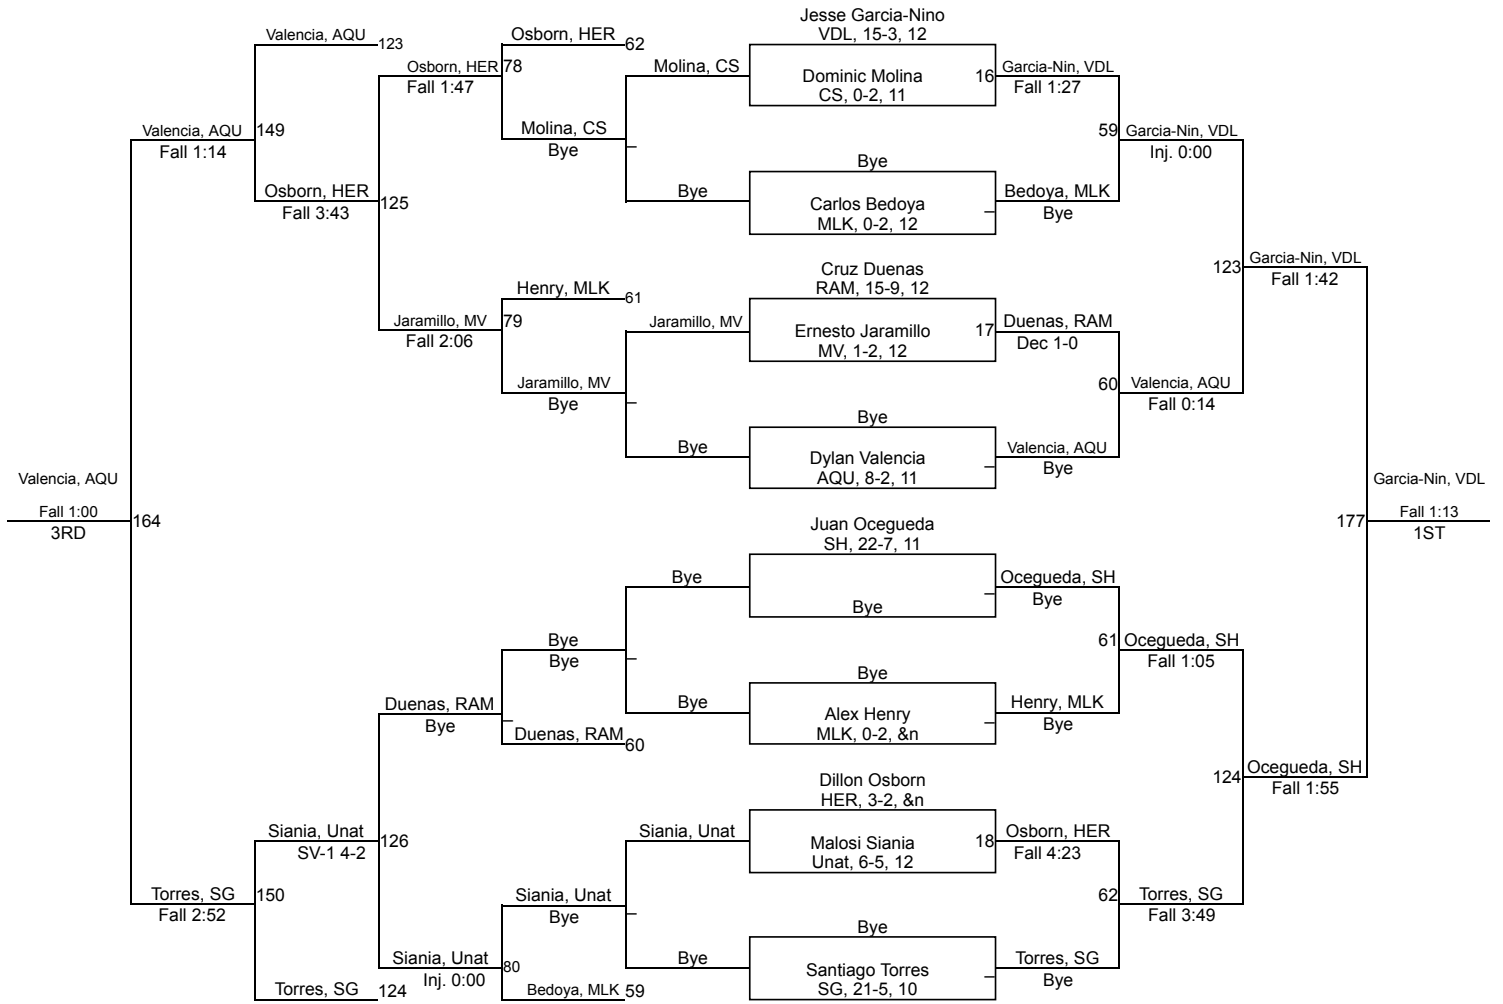 Jesse Garcia-Nino
VDL, 15-3, 12
Valencia, AQU 123
Osborn, HER 62
Osborn, HER 78
Fall 1:47
Molina, CS
Dominic Molina 16
CS, 0-2, 11
Garcia-Nin, VDL
Fall 1:27
Valencia, AQU 149
Fall 1:14
Molina, CS
Bye
59 Garcia-Nin, VDL
Inj. 0:00
Bye
Osborn, HER 125
Fall 3:43
Bye
Carlos Bedoya
MLK, 0-2, 12
Bedoya, MLK
Bye
123 Garcia-Nin, VDL
Fall 1:42
Cruz Duenas
RAM, 15-9, 12
Henry, MLK 61
Jaramillo, MV 79
Fall 2:06
Jaramillo, MV
Ernesto Jaramillo 17
MV, 1-2, 12
Duenas, RAM
Dec 1-0
Jaramillo, MV
Bye
60 Valencia, AQU
Fall 0:14
Bye
Bye
Dylan Valencia
AQU, 8-2, 11
Valencia, AQU
Bye
Valencia, AQU
Fall 1:00 164
3RD
Garcia-Nin, VDL
177 Fall 1:13
1ST
Juan Ocegueda
SH, 22-7, 11
Bye
Bye
Ocegueda, SH
Bye
Bye
Bye
61 Ocegueda, SH
Fall 1:05
Bye
Duenas, RAM
Bye
Duenas, RAM 60
Bye
Alex Henry
MLK, 0-2, &n
Henry, MLK
Bye
124 Ocegueda, SH
Fall 1:55
Dillon Osborn
HER, 3-2, &n
Siania, Unat 126
SV-1 4-2
Siania, Unat
Malosi Siania 18
Unat, 6-5, 12
Osborn, HER
Fall 4:23
Torres, SG 150
Fall 2:52
Siania, Unat
Bye
62 Torres, SG
Fall 3:49
Bye
Siania, Unat 80
Inj. 0:00
Bye
Santiago Torres
SG, 21-5, 10
Torres, SG
Bye
Torres, SG 124
Bedoya, MLK 59